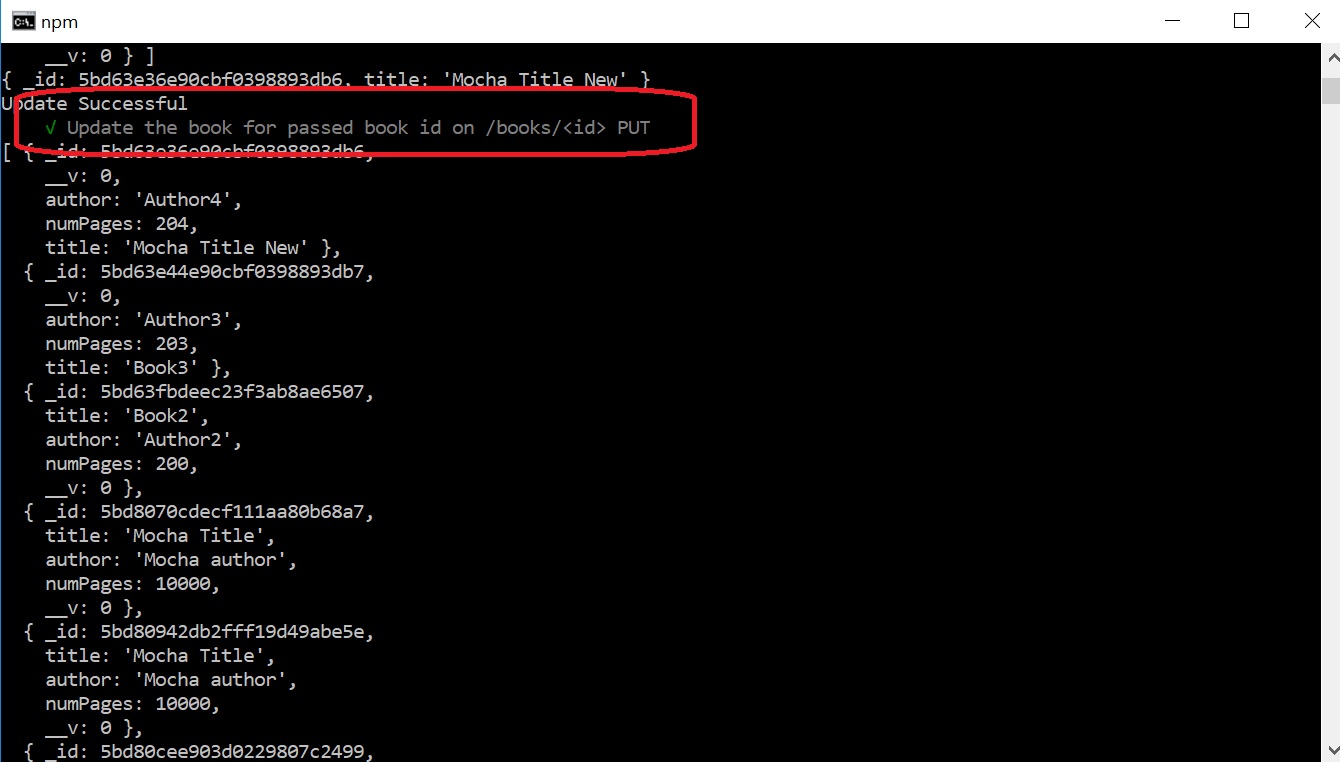 npm
__v: 0 } ]
{ _id: 5bd63e36e90cbf0398893db6, title: 'Mocha Title New' }
Update Successful
√ Update the book for passed book id on /books/<id> PUT
[ { _id: 5bd63e36e90cbf0398893db6,
__v: 0,
author: 'Author4',
numPages: 204,
title: 'Mocha Title New' },
{ _id: 5bd63e44e90cbf0398893db7,
__v: 0,
author: 'Author3',
numPages: 203,
title: 'Book3' },
{ _id: 5bd63fbdeec23f3ab8ae6507,
title: 'Book2',
author: 'Author2',
numPages: 200,
__v: 0 },
{ _id: 5bd8070cdecf111aa80b68a7,
title: 'Mocha Title',
author: 'Mocha author',
numPages: 10000,
__v: 0 },
{ _id: 5bd80942db2fff19d49abe5e,
title: 'Mocha Title',
author: 'Mocha author',
numPages: 10000,
__v: 0 },
{ _id: 5bd80cee903d0229807c2499,